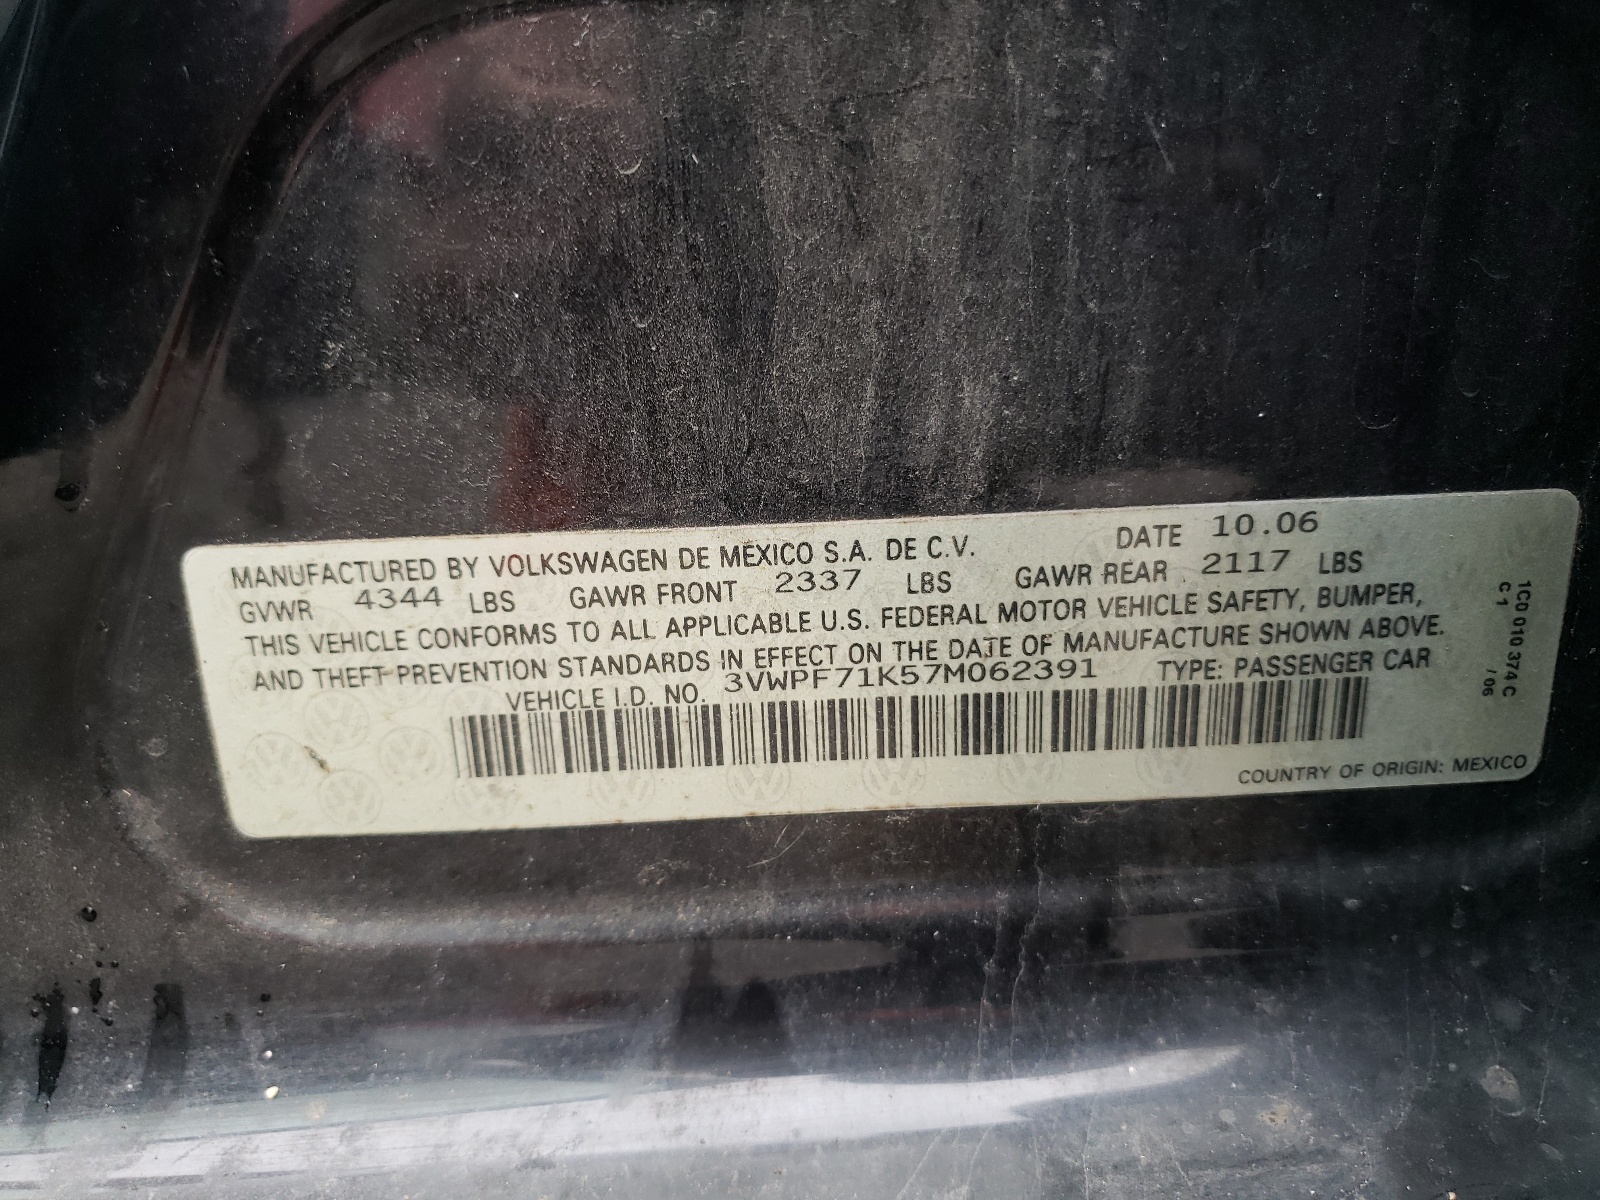 MANUFACTURED BY VOLKSWAGEN DE MEXICO S.A. DE C.V. DATE 10.06
GVWR 4344 LBS GAWR FRONT 2337 LBS GAWR REAR 2117 LBS
THIS VEHICLE CONFORMS TO ALL APPLICABLE U.S. FEDERAL MOTOR VEHICLE SAFETY, BUMPER,
AND THEFT PREVENTION STANDARDS IN EFFECT ON THE DATE OF MANUFACTURE SHOWN ABOVE.
VEHICLE I.D. NO. 3VWPF71K57M062391 TYPE: PASSENGER CAR
COUNTRY OF ORIGIN: MEXICO
1C0 010 374 C
C 1 / 06